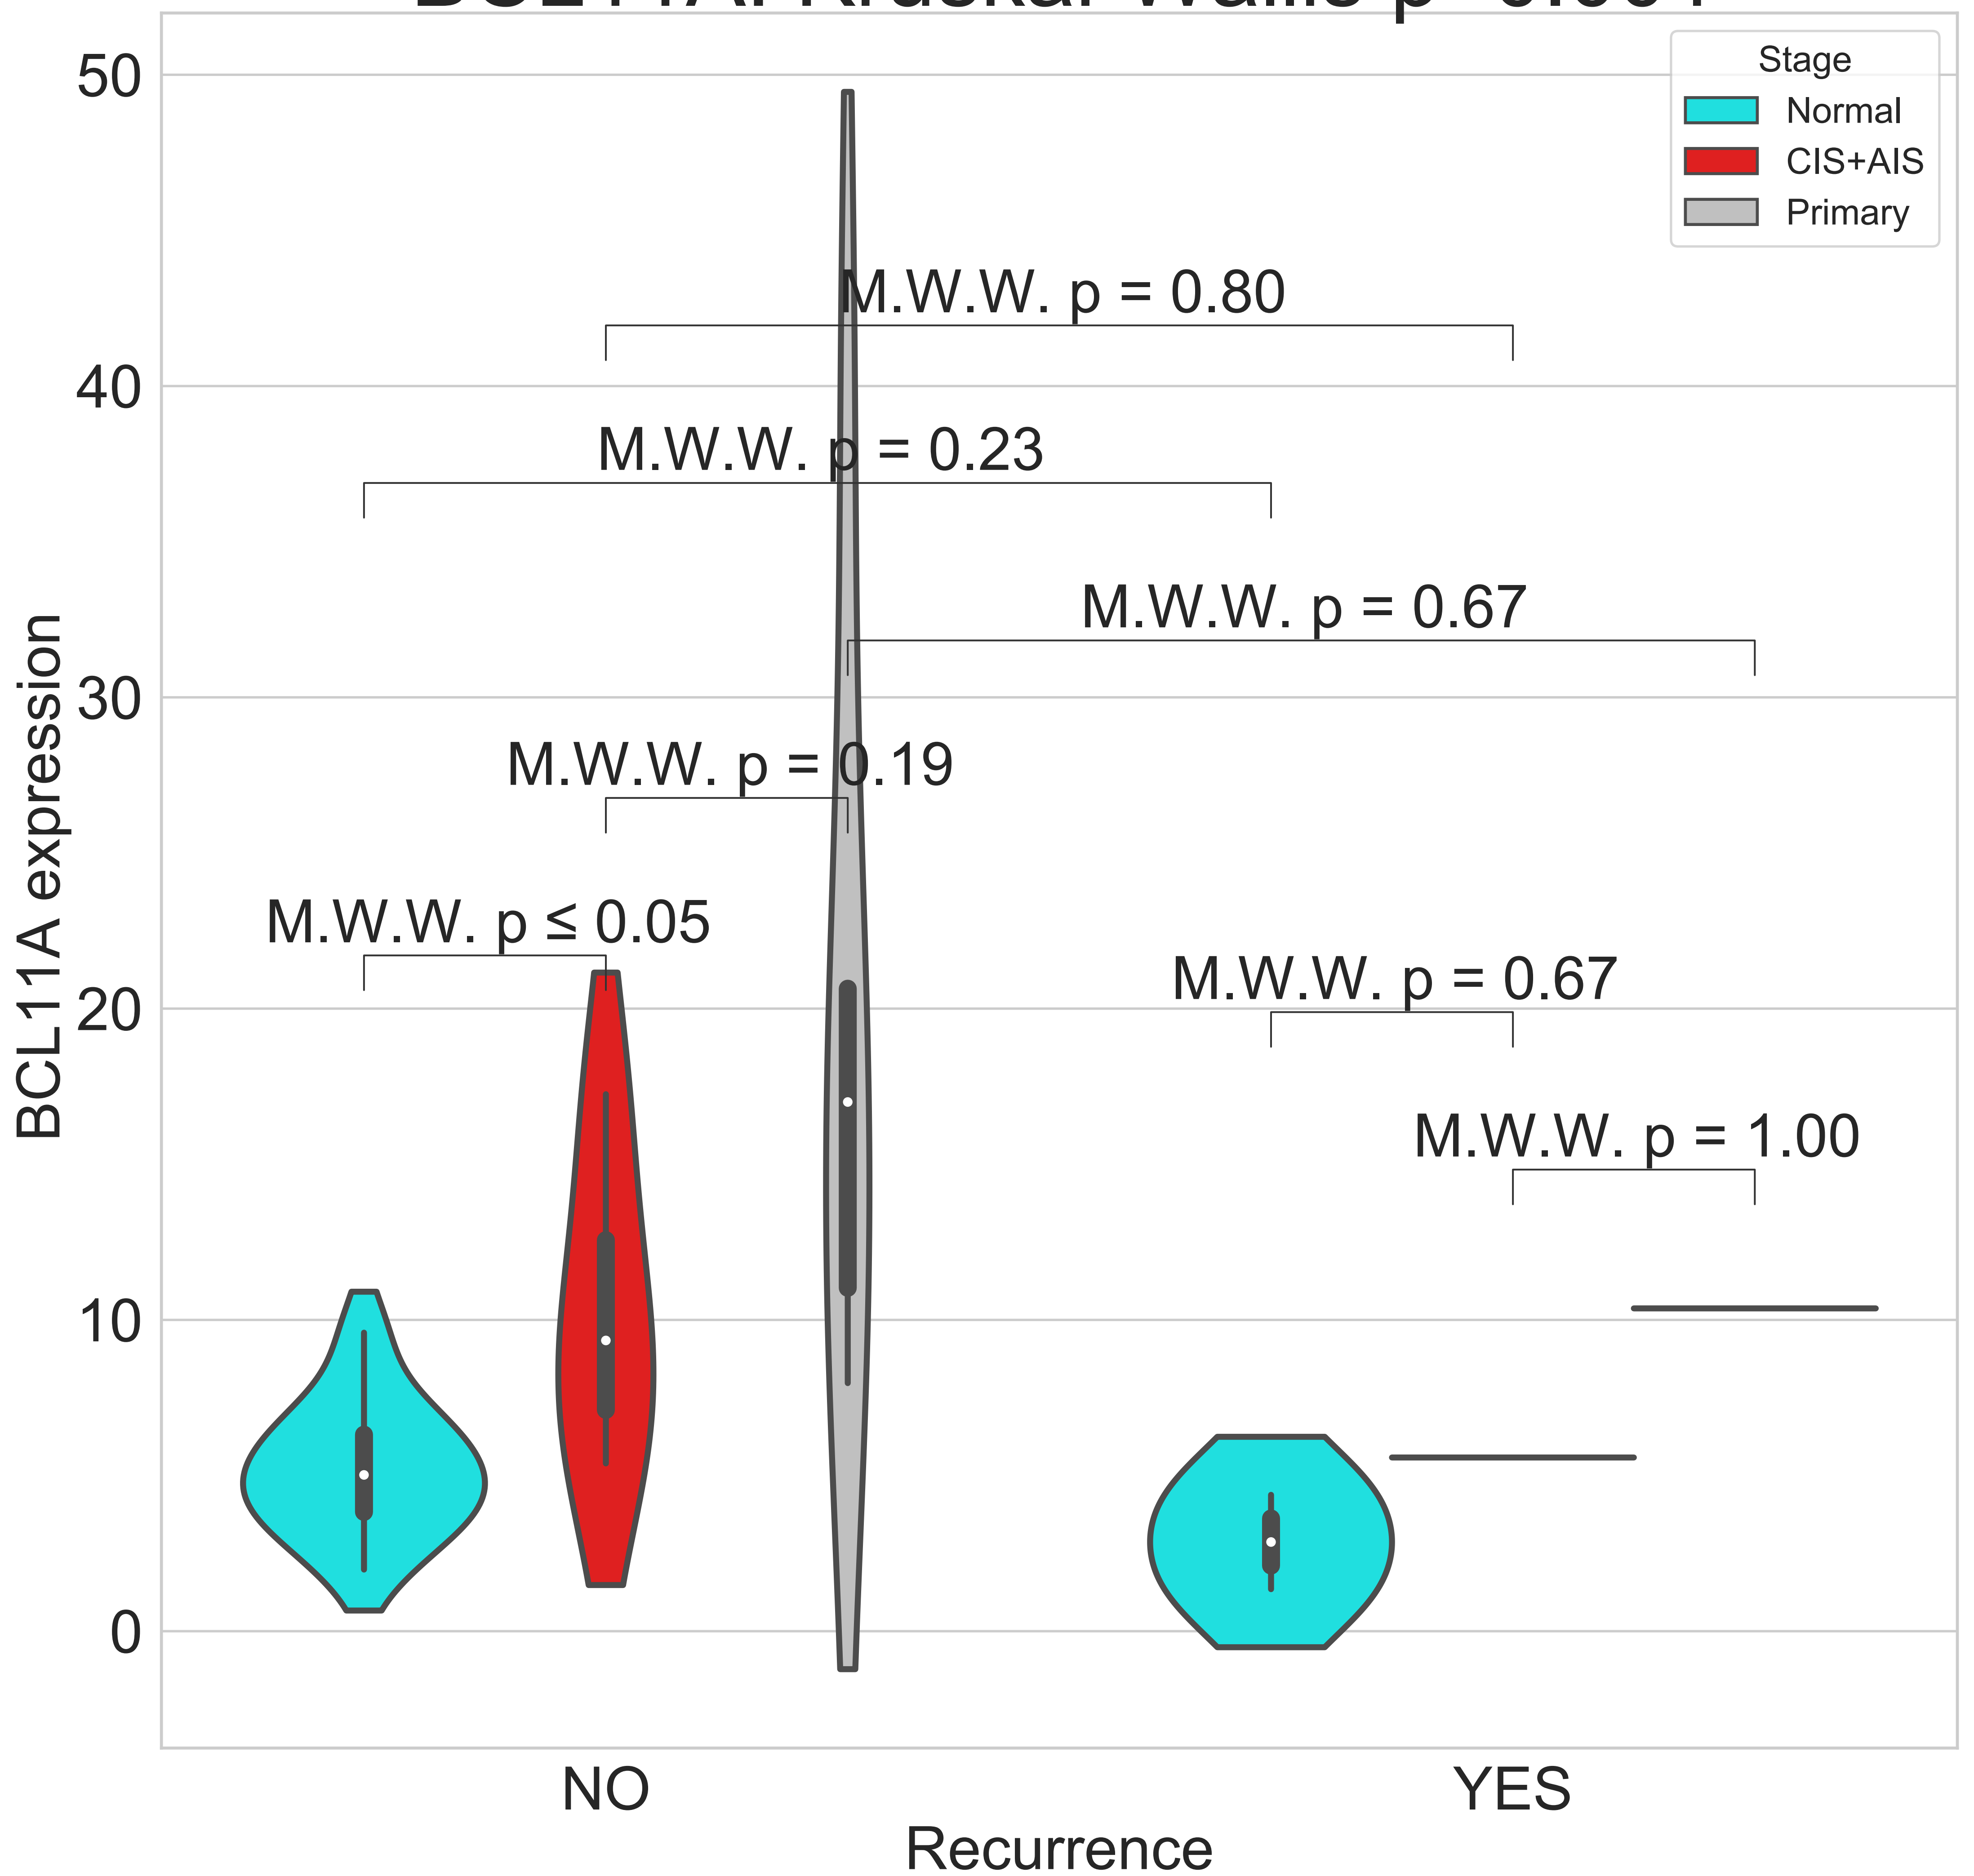 50
40
30
20
10
0
BCL11A expression
Stage
Normal
CIS+AIS
Primary
M.W.W. p = 0.80
M.W.W. p = 0.23
M.W.W. p = 0.67
M.W.W. p = 0.19
M.W.W. p ≤ 0.05
M.W.W. p = 0.67
M.W.W. p = 1.00
NO
YES
Recurrence